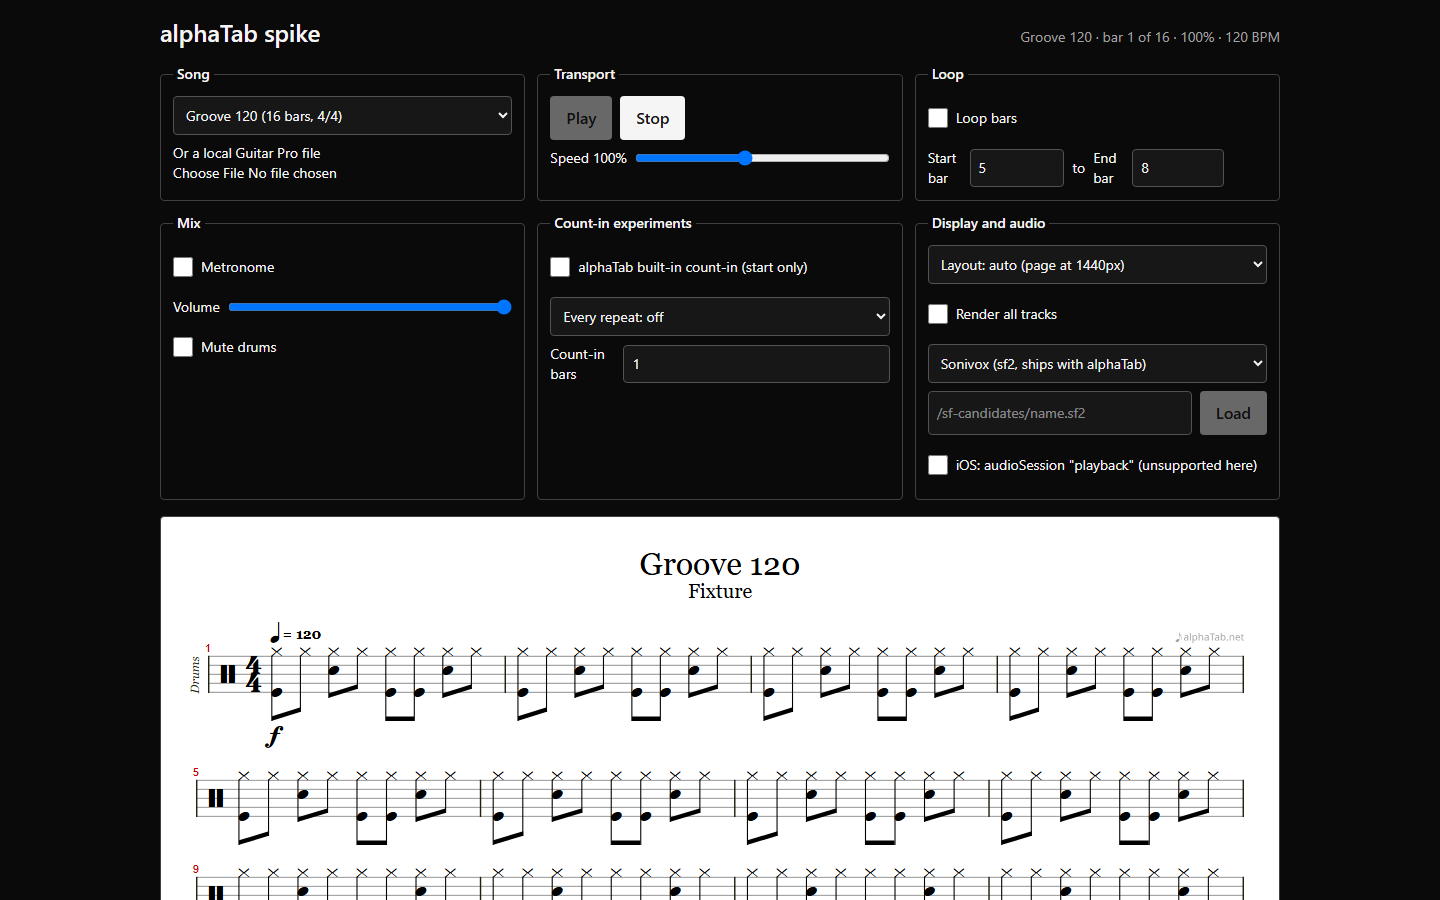 alphaTab spike
Groove 120 · bar 1 of 16 · 100% · 120 BPM
Song
Groove 120 (16 bars, 4/4)
Or a local Guitar Pro file
Choose File No file chosen
Transport
Play
Stop
Speed 100%
Loop
Loop bars
Start bar
5
to
End bar
8
Mix
Metronome
Volume
Mute drums
Count-in experiments
alphaTab built-in count-in (start only)
Every repeat: off
Count-in bars
1
Display and audio
Layout: auto (page at 1440px)
Render all tracks
Sonivox (sf2, ships with alphaTab)
/sf-candidates/name.sf2
Load
iOS: audioSession "playback" (unsupported here)
Groove 120
Fixture
= 120
alphaTab.net
1
Drums
4
4
f
5
9